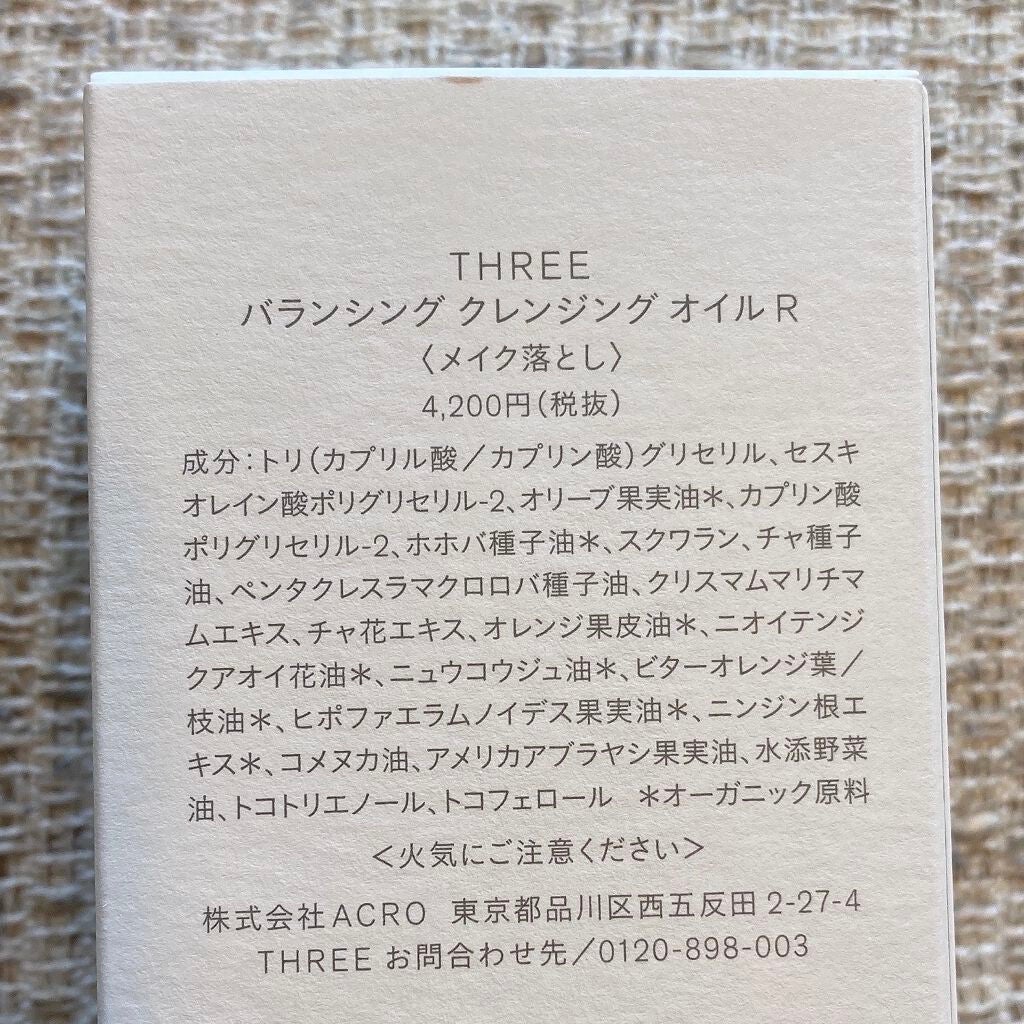 THREE
バランシング クレンジング オイル R
〈メイク落とし〉
4,200円(税抜)
成分:トリ(カプリル酸/カプリン酸)グリセリル、セスキ
オレイン酸ポリグリセリル-2、オリーブ果実油＊、カプリン酸
ポリグリセリル-2、ホホバ種子油＊、スクワラン、チャ種子
油、ペンタクレスラマクロロバ種子油、クリスマムマリチマ
ムエキス、チャ花エキス、オレンジ果皮油＊、ニオイテンジ
クアオイ花油＊、ニュウコウジュ油＊、ビターオレンジ葉/
枝油＊、ヒポファエラムノイデス果実油＊、ニンジン根エ
キス＊、コメヌカ油、アメリカアブラヤシ果実油、水添野菜
油、トコトリエノール、トコフェロール ＊オーガニック原料
＜火気にご注意ください＞
株式会社ACRO 東京都品川区西五反田 2-27-4
THREE お問合わせ先/0120-898-003